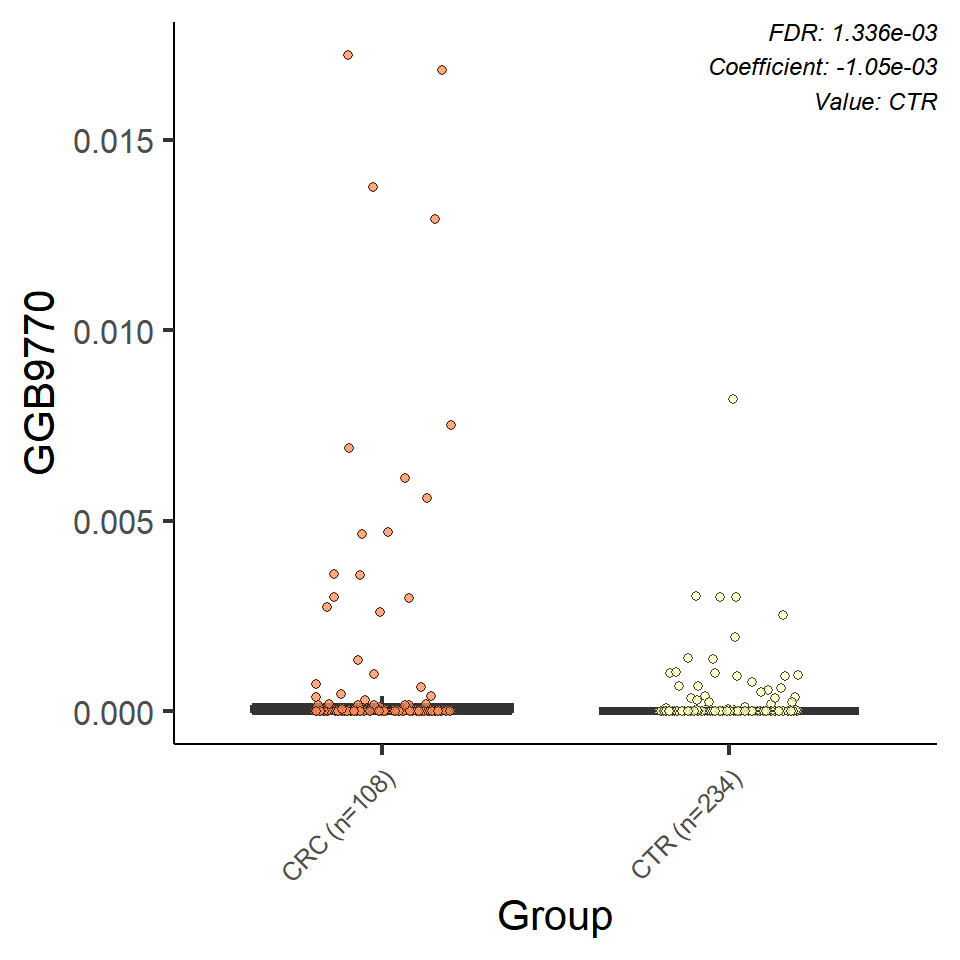 FDR: 1.336e-03
Coefficient: -1.05e-03
Value: CTR
GGB9770
0.015
0.010
0.005
0.000
CRC (n=108)
CTR (n=234)
Group